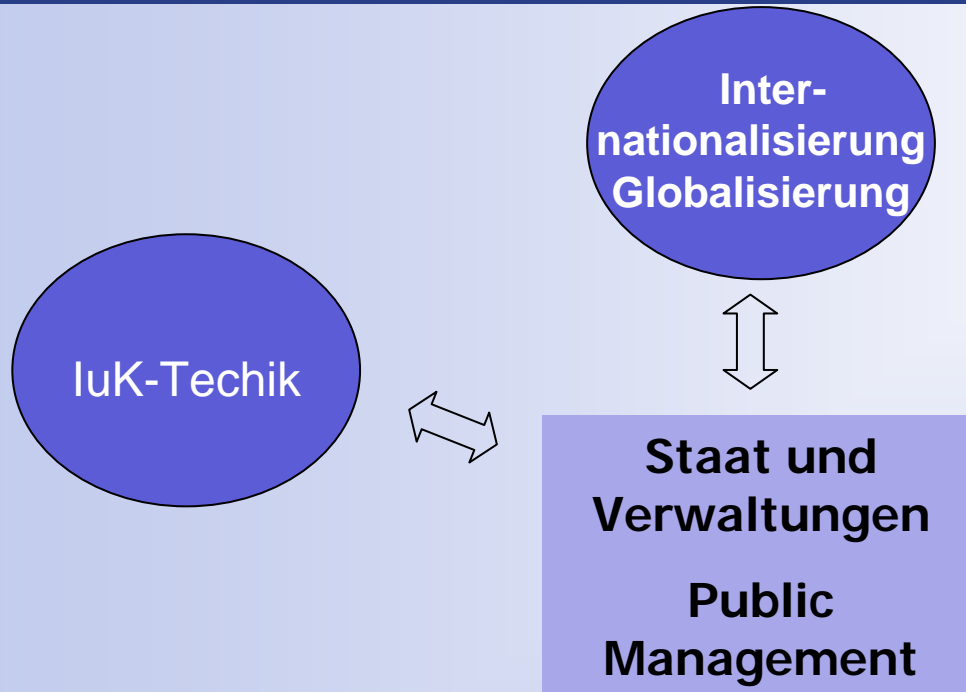 Inter-
nationalisierung
Globalisierung
IuK-Techik
Staat und
Verwaltungen
Public
Management